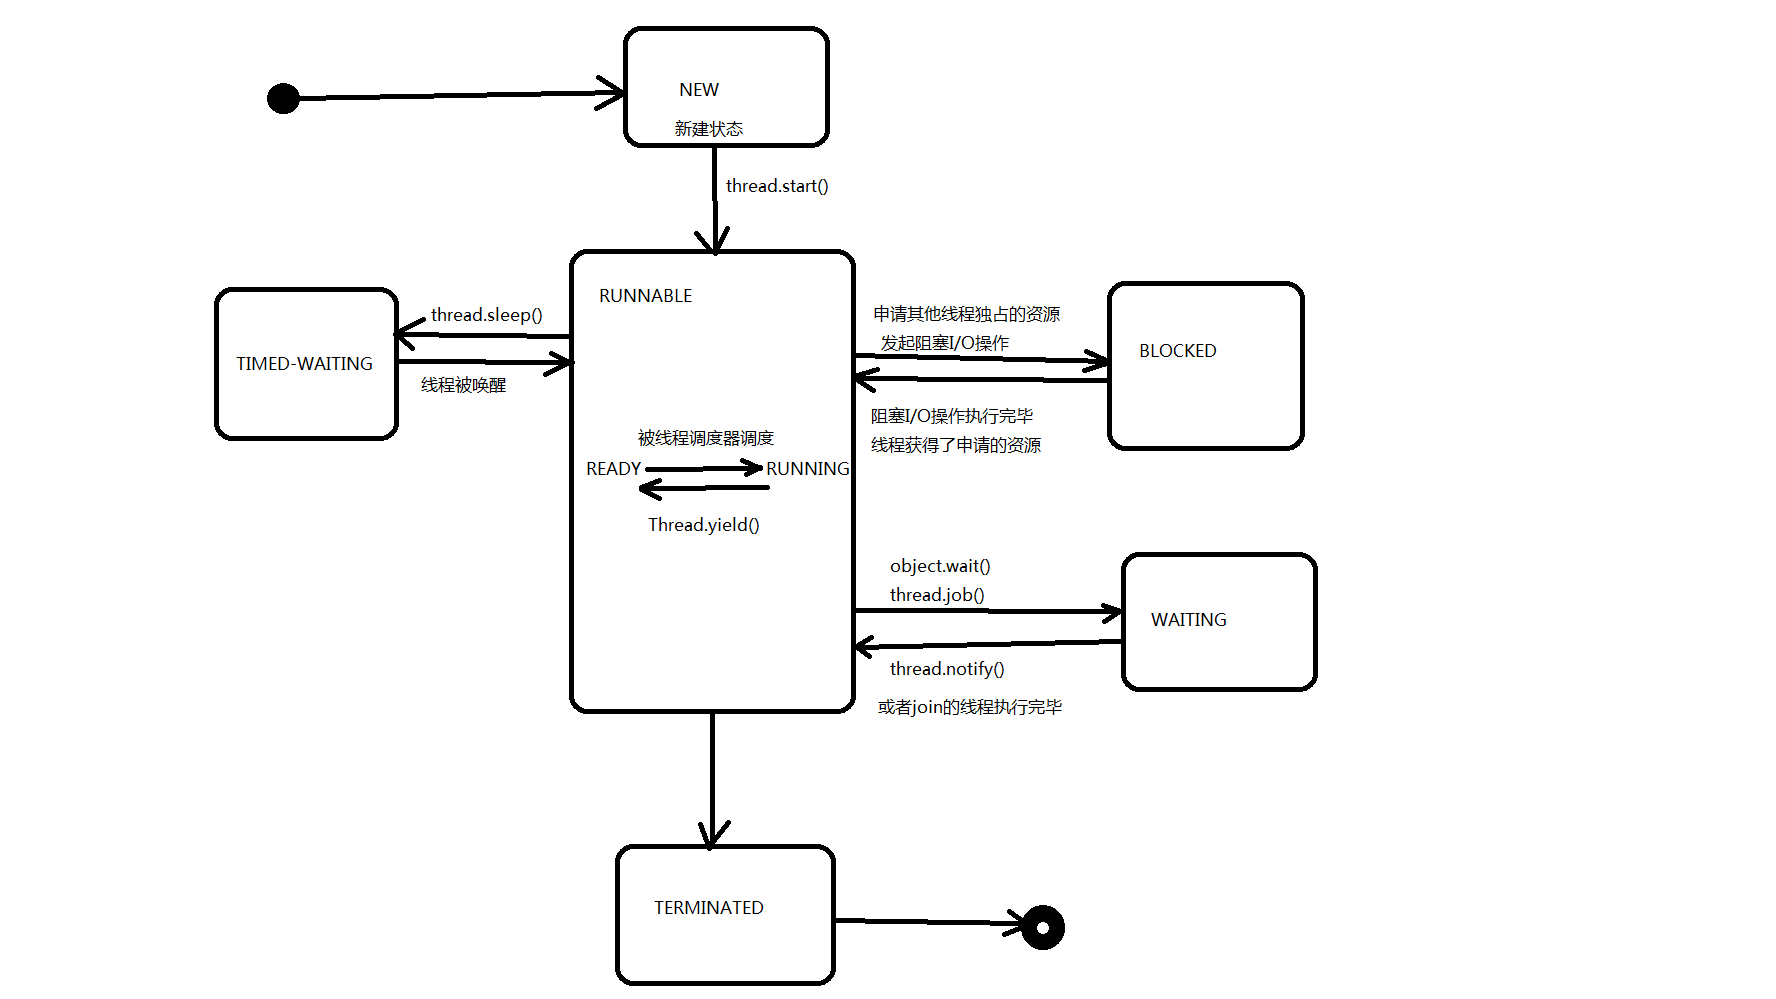 NEW
新建状态
thread.start()
RUNNABLE
thread.sleep()
TIMED-WAITING
线程被唤醒
申请其他线程独占的资源
发起阻塞I/O操作
BLOCKED
阻塞I/O操作执行完毕
线程获得了申请的资源
被线程调度器调度
READY
RUNNING
Thread.yield()
object.wait()
thread.job()
WAITING
thread.notify()
或者join的线程执行完毕
TERMINATED